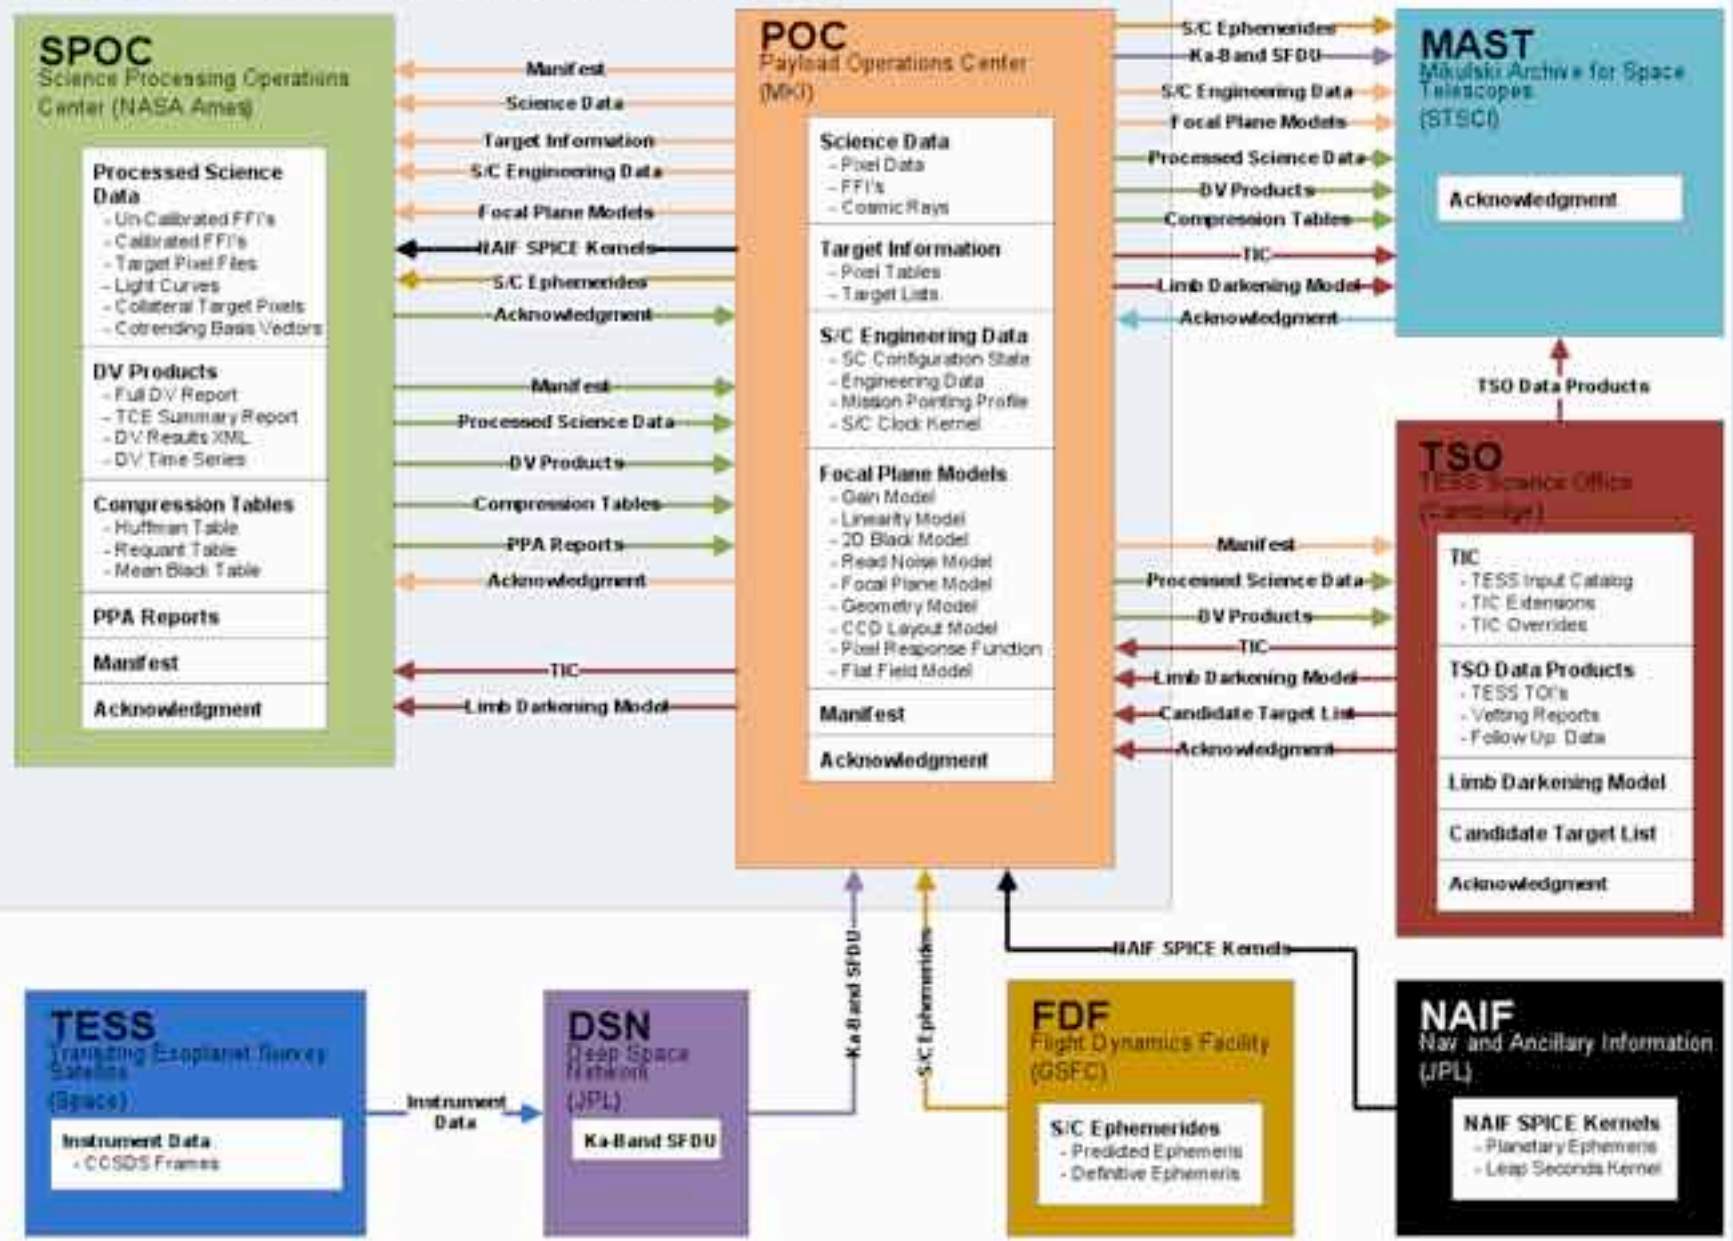 SPOC
Science Processing Operations
Center (NASA Ames)
Processed Science
Data
- Un-Calibrated FFI's
- Calibrated FFI's
- Target Pixel Files
- Light Curves
- Collateral Target Pixels
- Cotrending Basis Vectors
DV Products
- Full DV Report
- TCE Summary Report
- DV Results XML
- DV Time Series
Compression Tables
- Huffman Table
- Requant Table
- Mean Black Table
PPA Reports
Manifest
Acknowledgment
Manifest
Science Data
Target Information
S/C Engineering Data
Focal Plane Models
NAIF SPICE Kernels
S/C Ephemerides
Acknowledgment
Manifest
Processed Science Data
DV Products
Compression Tables
PPA Reports
Acknowledgment
TIC
Limb Darkening Model
POC
Payload Operations Center
(MKI)
Science Data
- Pixel Data
- FFI's
- Cosmic Rays
Target Information
- Pixel Tables
- Target Lists
S/C Engineering Data
- SC Configuration State
- Engineering Data
- Mission Pointing Profile
- S/C Clock Kernel
Focal Plane Models
- Gain Model
- Linearity Model
- 2D Black Model
- Read Noise Model
- Focal Plane Model
- Geometry Model
- CCD Layout Model
- Pixel Response Function
- Flat Field Model
Manifest
Acknowledgment
S/C Ephemerides
Ka-Band SFDU
S/C Engineering Data
Focal Plane Models
Processed Science Data
DV Products
Compression Tables
TIC
Limb Darkening Model
Acknowledgment
MAST
Mikulski Archive for Space
Telescopes
(STSCI)
Acknowledgment
TSO Data Products
Manifest
Processed Science Data
DV Products
TIC
Limb Darkening Model
Candidate Target List
Acknowledgment
TSO
TESS Science Office
(Cambridge)
TIC
- TESS Input Catalog
- TIC Extensions
- TIC Overrides
TSO Data Products
- TESS TOI's
- Vetting Reports
- Follow Up Data
Limb Darkening Model
Candidate Target List
Acknowledgment
Ka-Band SFDU
S/C Ephemerides
NAIF SPICE Kernels
TESS
Transiting Exoplanet Survey
Satellite
(Space)
Instrument Data
- CCSDS Frames
Instrument
Data
DSN
Deep Space
Network
(JPL)
Ka-Band SFDU
FDF
Flight Dynamics Facility
(GSFC)
S/C Ephemerides
- Predicted Ephemeris
- Definitive Ephemeris
NAIF
Nav and Ancillary Information
(JPL)
NAIF SPICE Kernels
- Planetary Ephemeris
- Leap Seconds Kernel